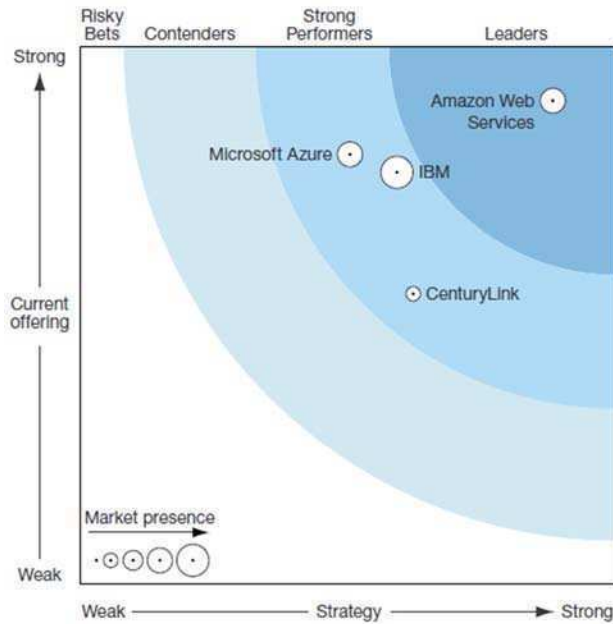 Risky
Bets
Contenders
Strong
Performers
Leaders
Strong
Amazon Web
Services
Microsoft Azure
IBM
CenturyLink
Current
offering
Market presence
Weak
Weak
Strategy
Strong